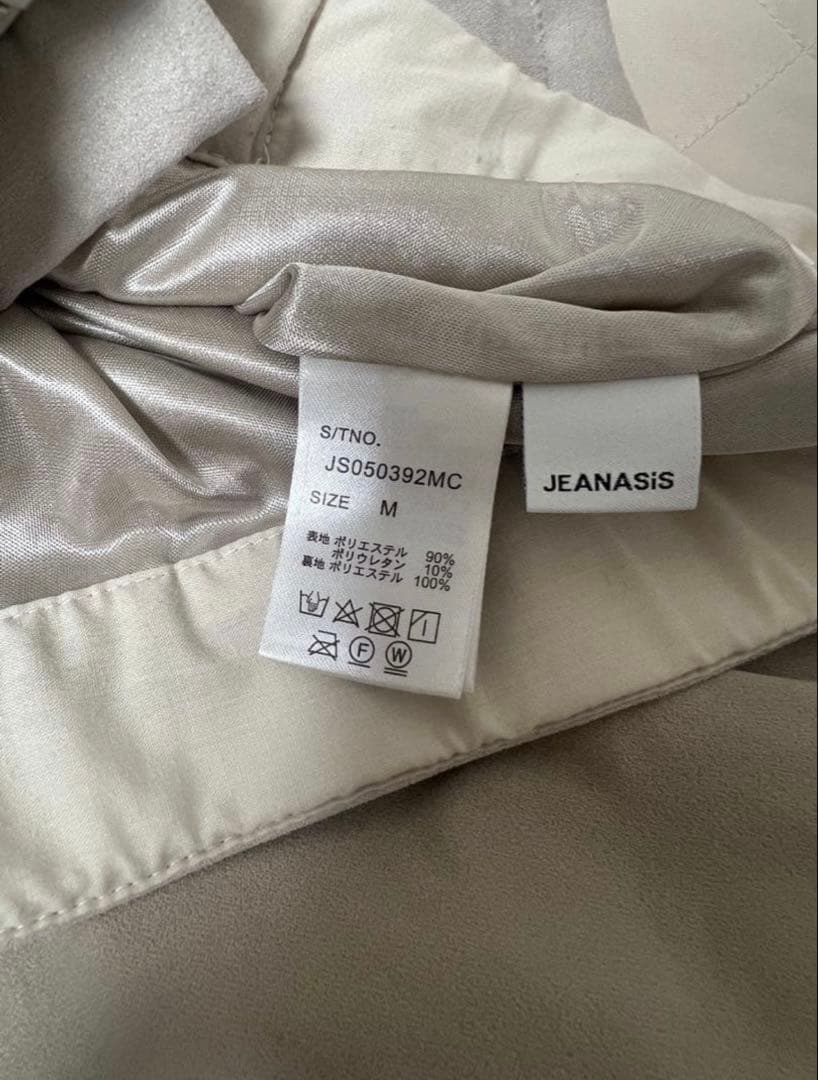 S/TNO.
JS050392MC
SIZE M
表地 ポリエステル 90%
ポリウレタン 10%
裏地 ポリエステル 100%
F W
JEANASiS